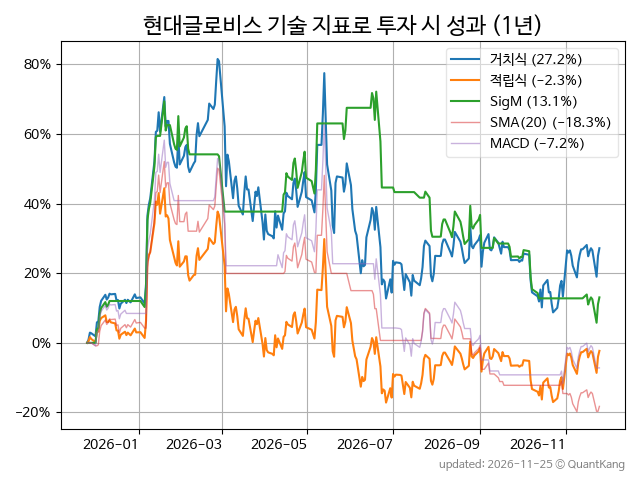 현대글로비스 기술 지표로 투자 시 성과 (1년)
거치식 (27.2%)
적립식 (−2.3%)
SigM (13.1%)
SMA(20) (−18.3%)
MACD (−7.2%)
80%
60%
40%
20%
0%
−20%
2026-01
2026-03
2026-05
2026-07
2026-09
2026-11
updated: 2026-11-25 © QuantKang